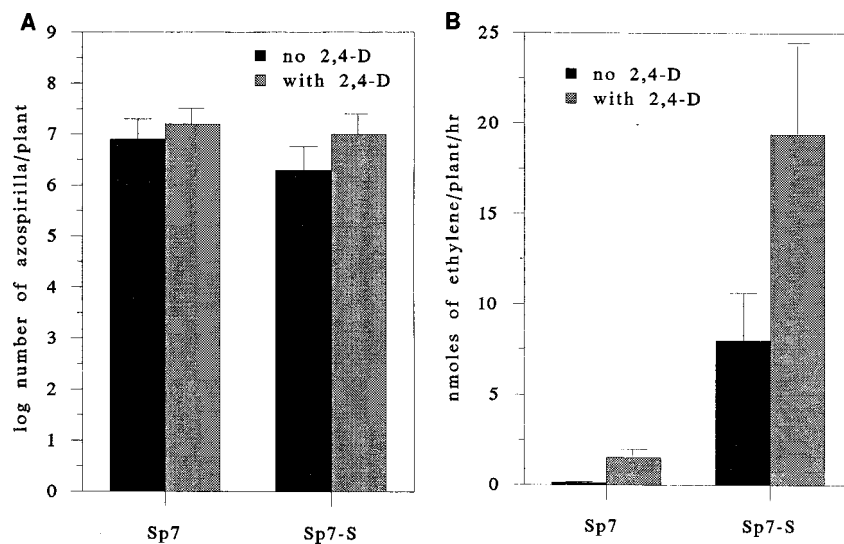 A
log number of azospirilla/plant
9
8
7
6
5
4
3
2
1
0
no 2,4-D
with 2,4-D
Sp7
Sp7-S
B
nmoles of ethylene/plant/hr
25
20
15
10
5
0
no 2,4-D
with 2,4-D
Sp7
Sp7-S